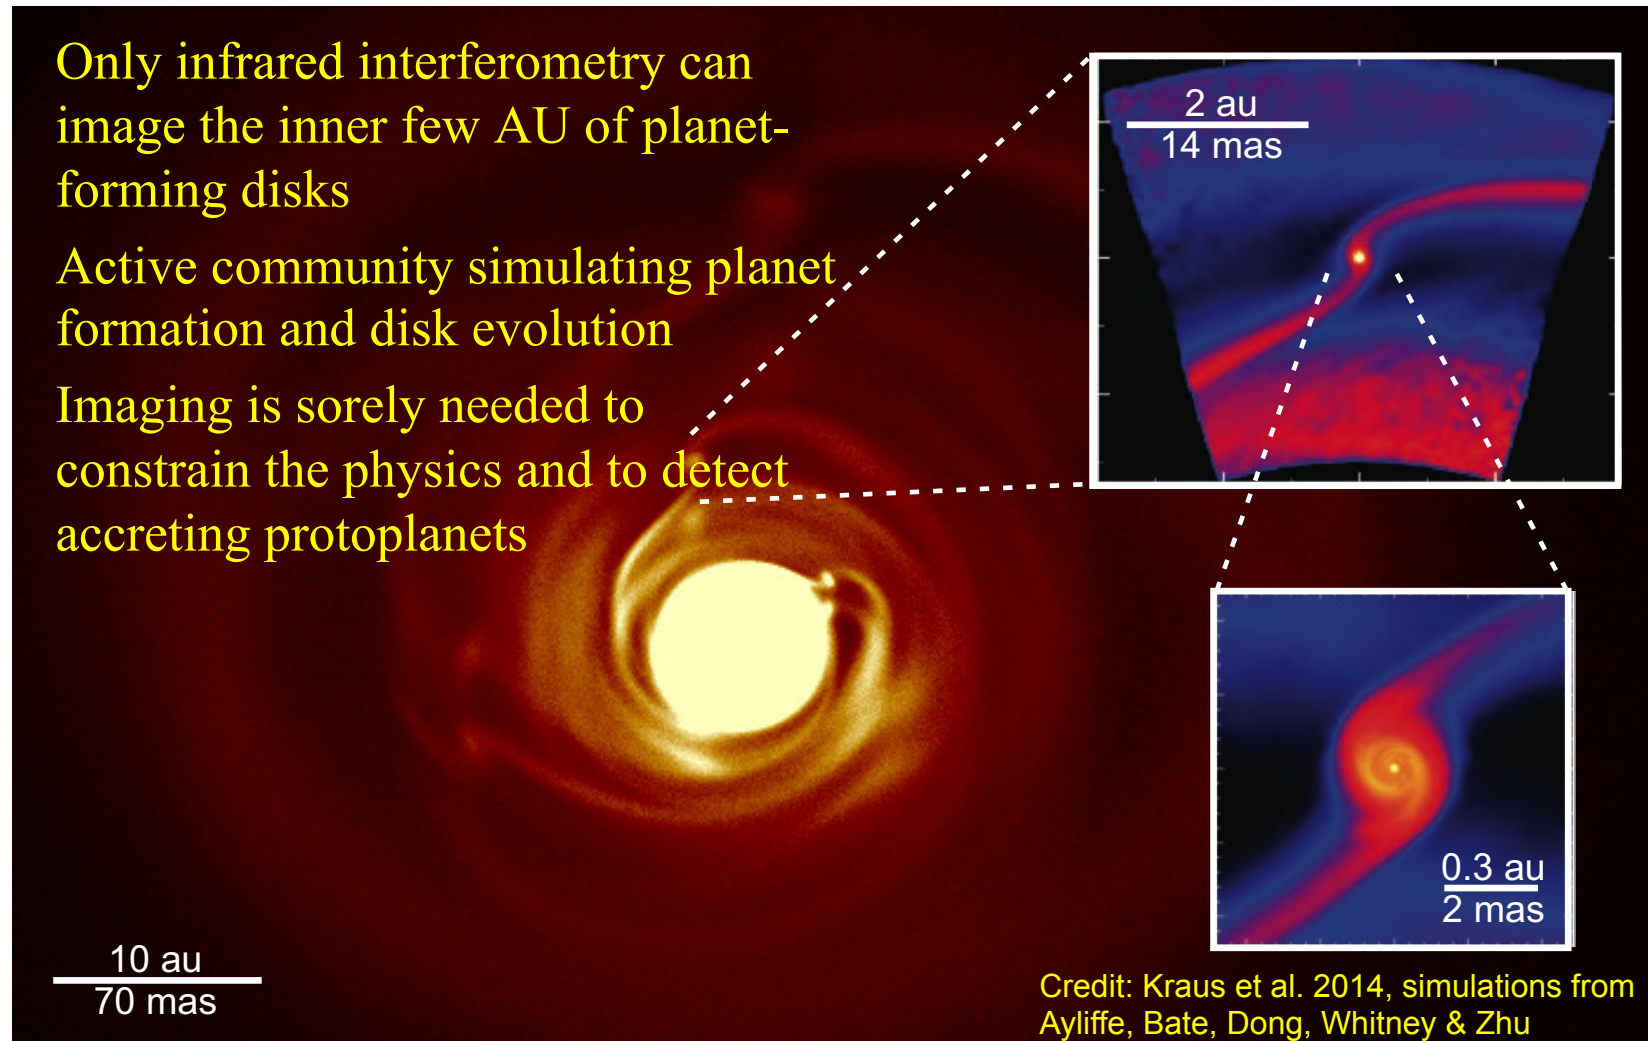 Only infrared interferometry can
image the inner few AU of planet-
forming disks
Active community simulating planet
formation and disk evolution
Imaging is sorely needed to
constrain the physics and to detect
accreting protoplanets
2 au
14 mas
0.3 au
2 mas
10 au
70 mas
Credit: Kraus et al. 2014, simulations from
Ayliffe, Bate, Dong, Whitney & Zhu